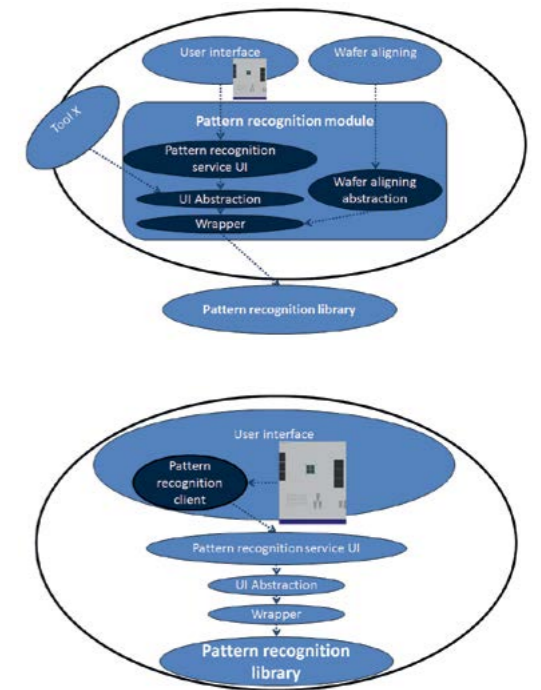 User interface
Wafer aligning
Tool X
Pattern recognition module
Pattern recognition
service UI
Wafer aligning
abstraction
UI Abstraction
Wrapper
Pattern recognition library
User interface
Pattern
recognition
client
Pattern recognition service UI
UI Abstraction
Wrapper
Pattern recognition
library